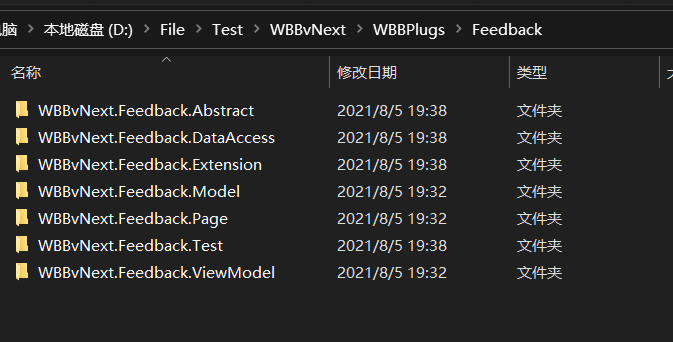 脑 > 本地磁盘 (D:) > File > Test > WBBvNext > WBBPlugs > Feedback
名称 修改日期 类型
WBBvNext.Feedback.Abstract 2021/8/5 19:38 文件夹
WBBvNext.Feedback.DataAccess 2021/8/5 19:38 文件夹
WBBvNext.Feedback.Extension 2021/8/5 19:38 文件夹
WBBvNext.Feedback.Model 2021/8/5 19:32 文件夹
WBBvNext.Feedback.Page 2021/8/5 19:32 文件夹
WBBvNext.Feedback.Test 2021/8/5 19:38 文件夹
WBBvNext.Feedback.ViewModel 2021/8/5 19:32 文件夹